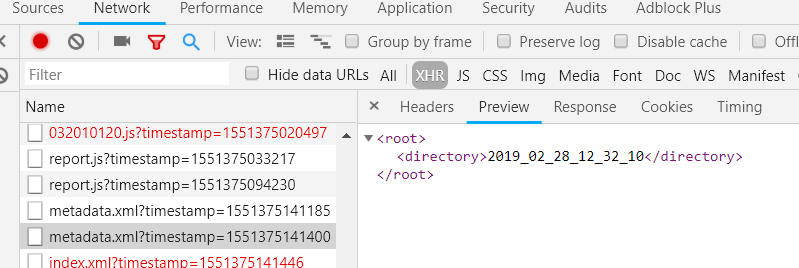 Network Performance Memory Application Security Audits Adblock Plus
View: Group by frame Preserve log Disable cache
Filter Hide data URLs All XHR JS CSS Img Media Font Doc WS Manifest
Name × Headers Preview Response Cookies Timing
032010120.js?timestamp=1551375020497
report.js?timestamp=1551375033217
report.js?timestamp=1551375094230
metadata.xml?timestamp=1551375141185
metadata.xml?timestamp=1551375141400
index.xml?timestamp=1551375141446
<root>
<directory>2019_02_28_12_32_10</directory>
</root>